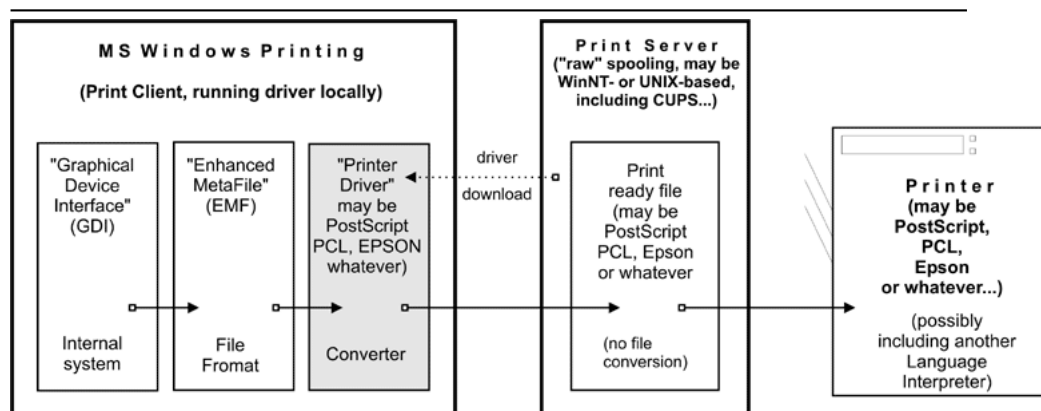 MS Windows Printing
(Print Client, running driver locally)
"Graphical
Device
Interface"
(GDI)
Internal
system
"Enhanced
MetaFile"
(EMF)
File
Fromat
"Printer
Driver"
may be
PostScript
PCL, EPSON
whatever)
Converter
driver
download
Print Server
("raw" spooling, may be
WinNT- or UNIX-based,
including CUPS...)
Print
ready file
(may be
PostScript
PCL, Epson
or whatever
(no file
conversion)
Printer
(may be
PostScript,
PCL,
Epson
or whatever...)
(possibly
including another
Language
Interpreter)